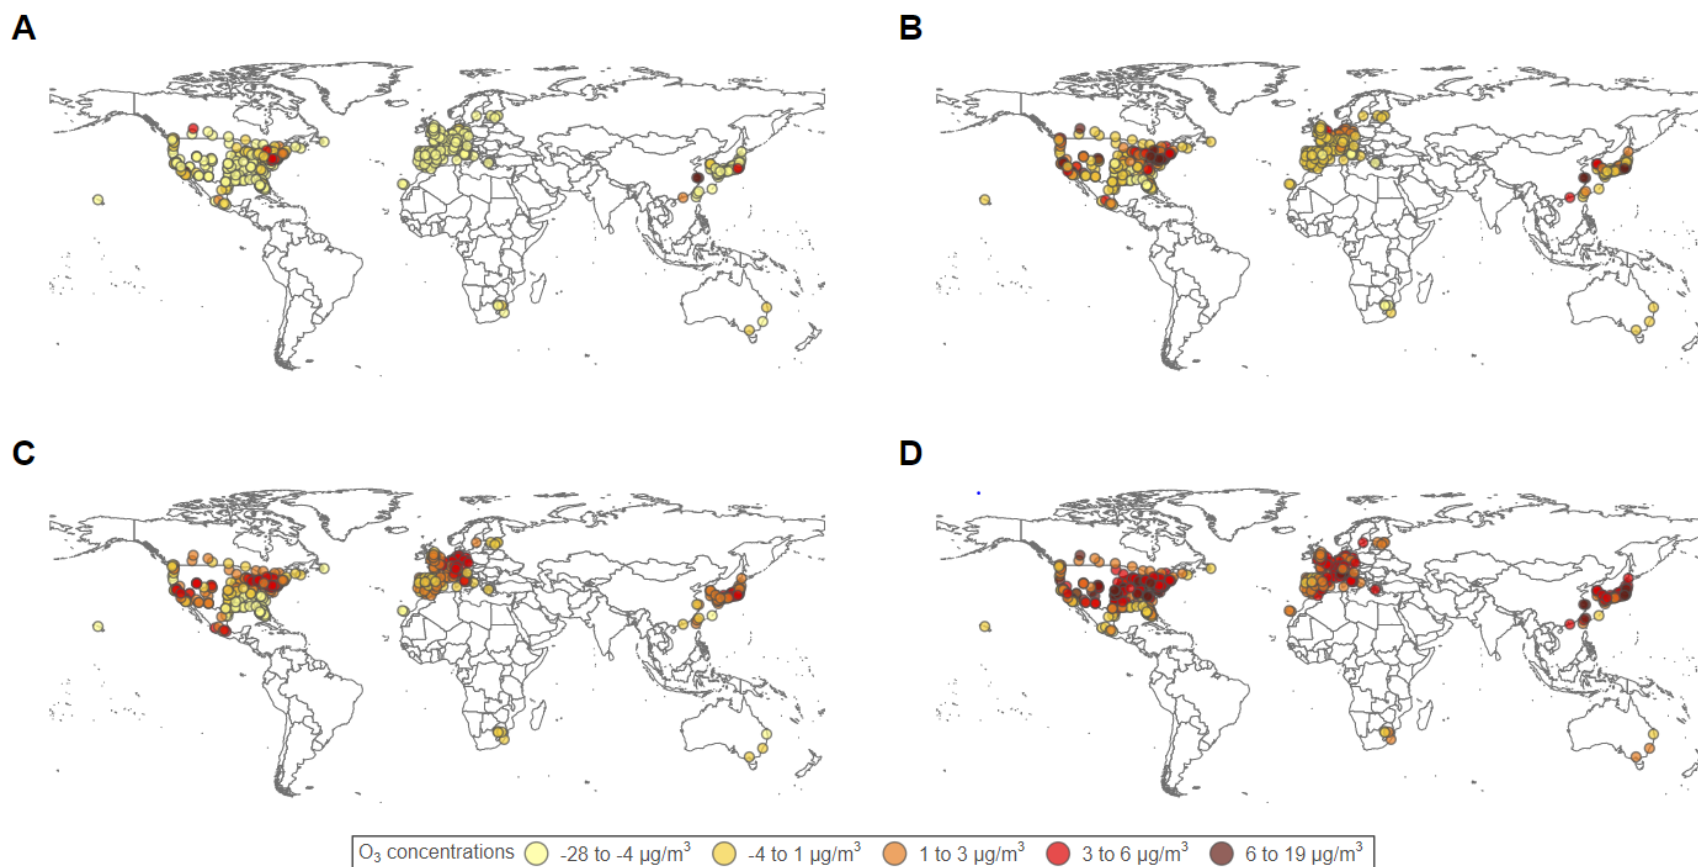 A
B
C
D
O₃ concentrations -28 to -4 µg/m³ -4 to 1 µg/m³ 1 to 3 µg/m³ 3 to 6 µg/m³ 6 to 19 µg/m³